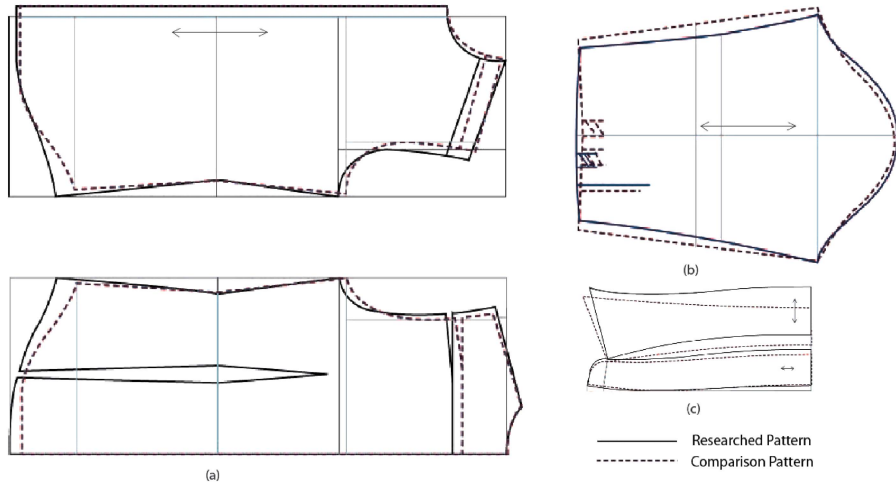 (b)
(c)
Researched Pattern
Comparison Pattern
(a)